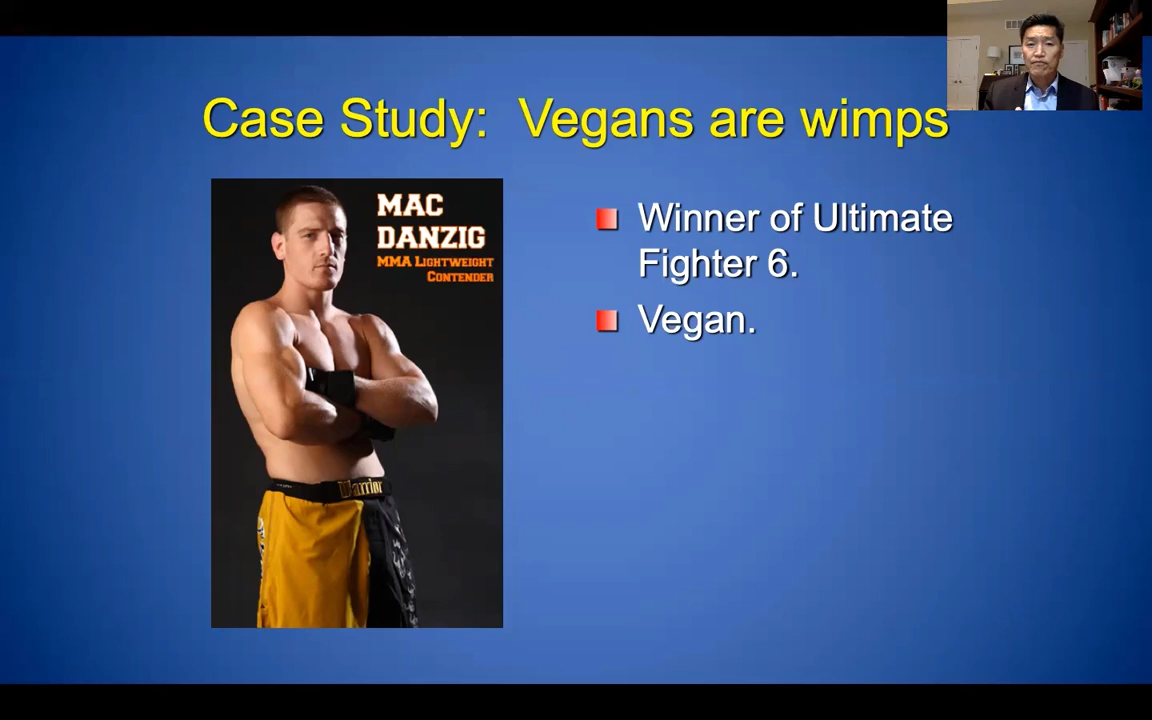 Case Study: Vegans are wimps
MAC
DANZIG
MMA LIGHTWEIGHT
CONTENDER
Warrior
Winner of Ultimate
Fighter 6.
Vegan.